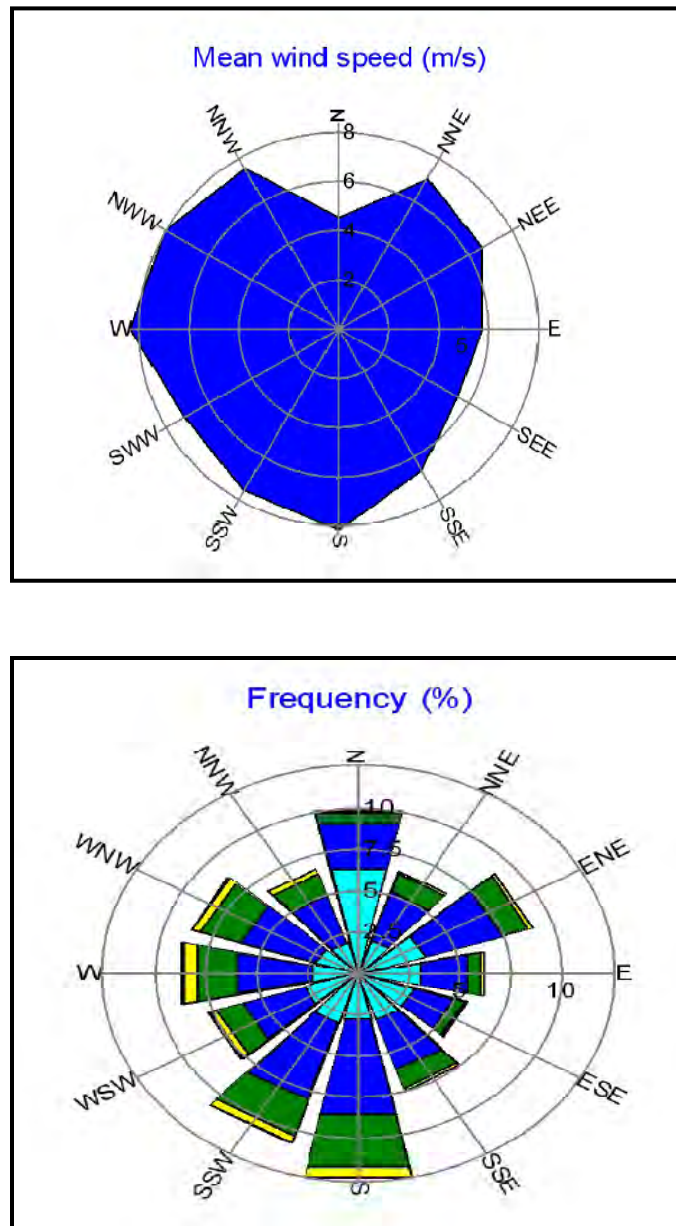 Mean wind speed (m/s)
N
NNW
NNE
NWW
NEE
W
E
SWW
SEE
SSW
SSE
S
8
6
4
2
5
Frequency (%)
N
NNW
NNE
WNW
ENE
W
E
WSW
ESE
SSW
SSE
S
10
7.5
5
2.5
5
10